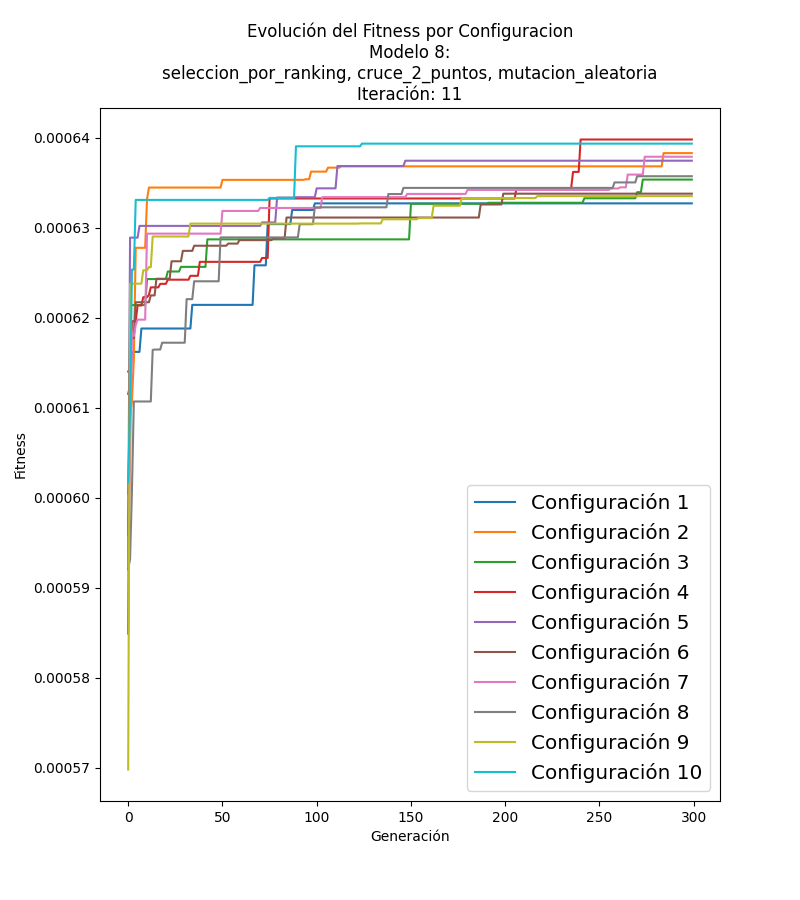 Evolución del Fitness por Configuracion
Modelo 8:
seleccion_por_ranking, cruce_2_puntos, mutacion_aleatoria
Iteración: 11
0.00064
0.00063
0.00062
0.00061
0.00060
0.00059
0.00058
0.00057
Fitness
Configuración 1
Configuración 2
Configuración 3
Configuración 4
Configuración 5
Configuración 6
Configuración 7
Configuración 8
Configuración 9
Configuración 10
0 50 100 150 200 250 300
Generación